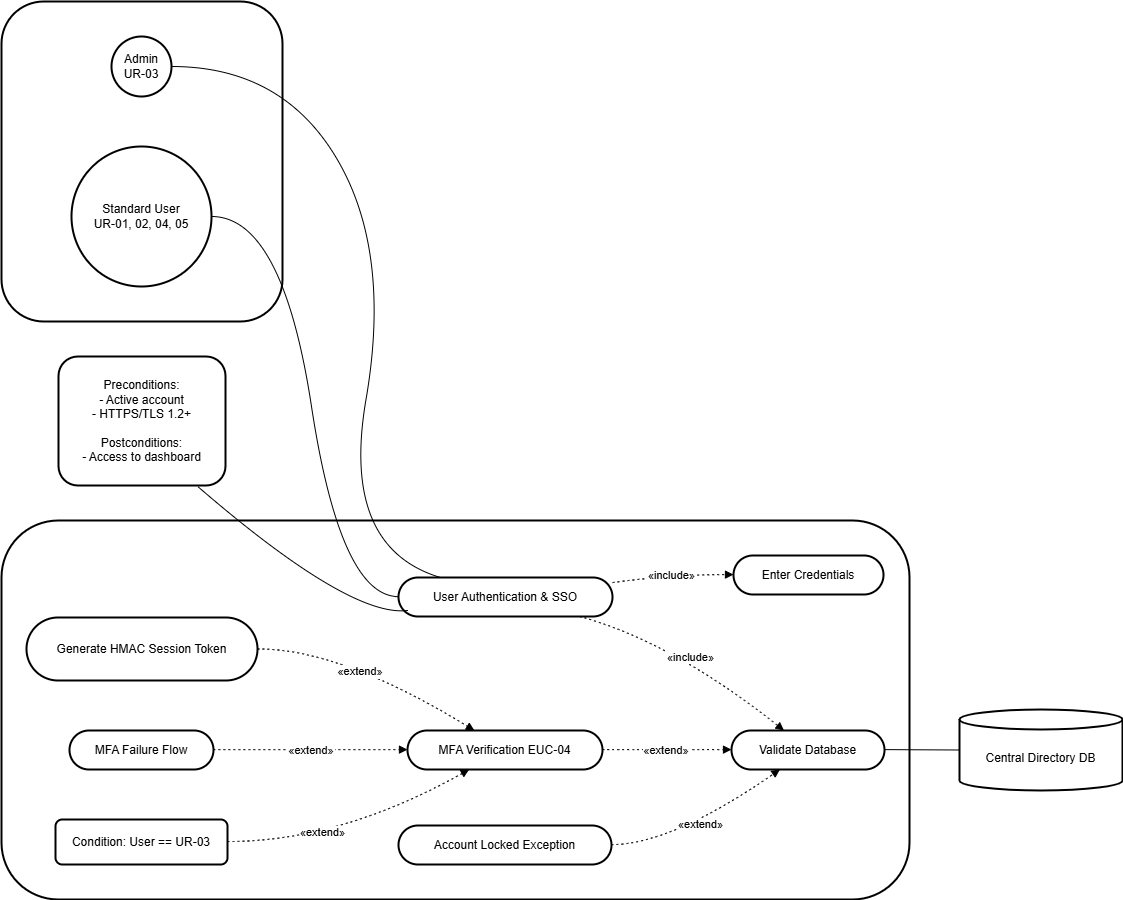 Admin
UR-03
Standard User
UR-01, 02, 04, 05
Preconditions:
- Active account
- HTTPS/TLS 1.2+
Postconditions:
- Access to dashboard
«include»
Enter Credentials
User Authentication & SSO
Generate HMAC Session Token
«include»
«extend»
MFA Failure Flow
«extend»
MFA Verification EUC-04
«extend»
Validate Database
Central Directory DB
Condition: User == UR-03
«extend»
Account Locked Exception
«extend»